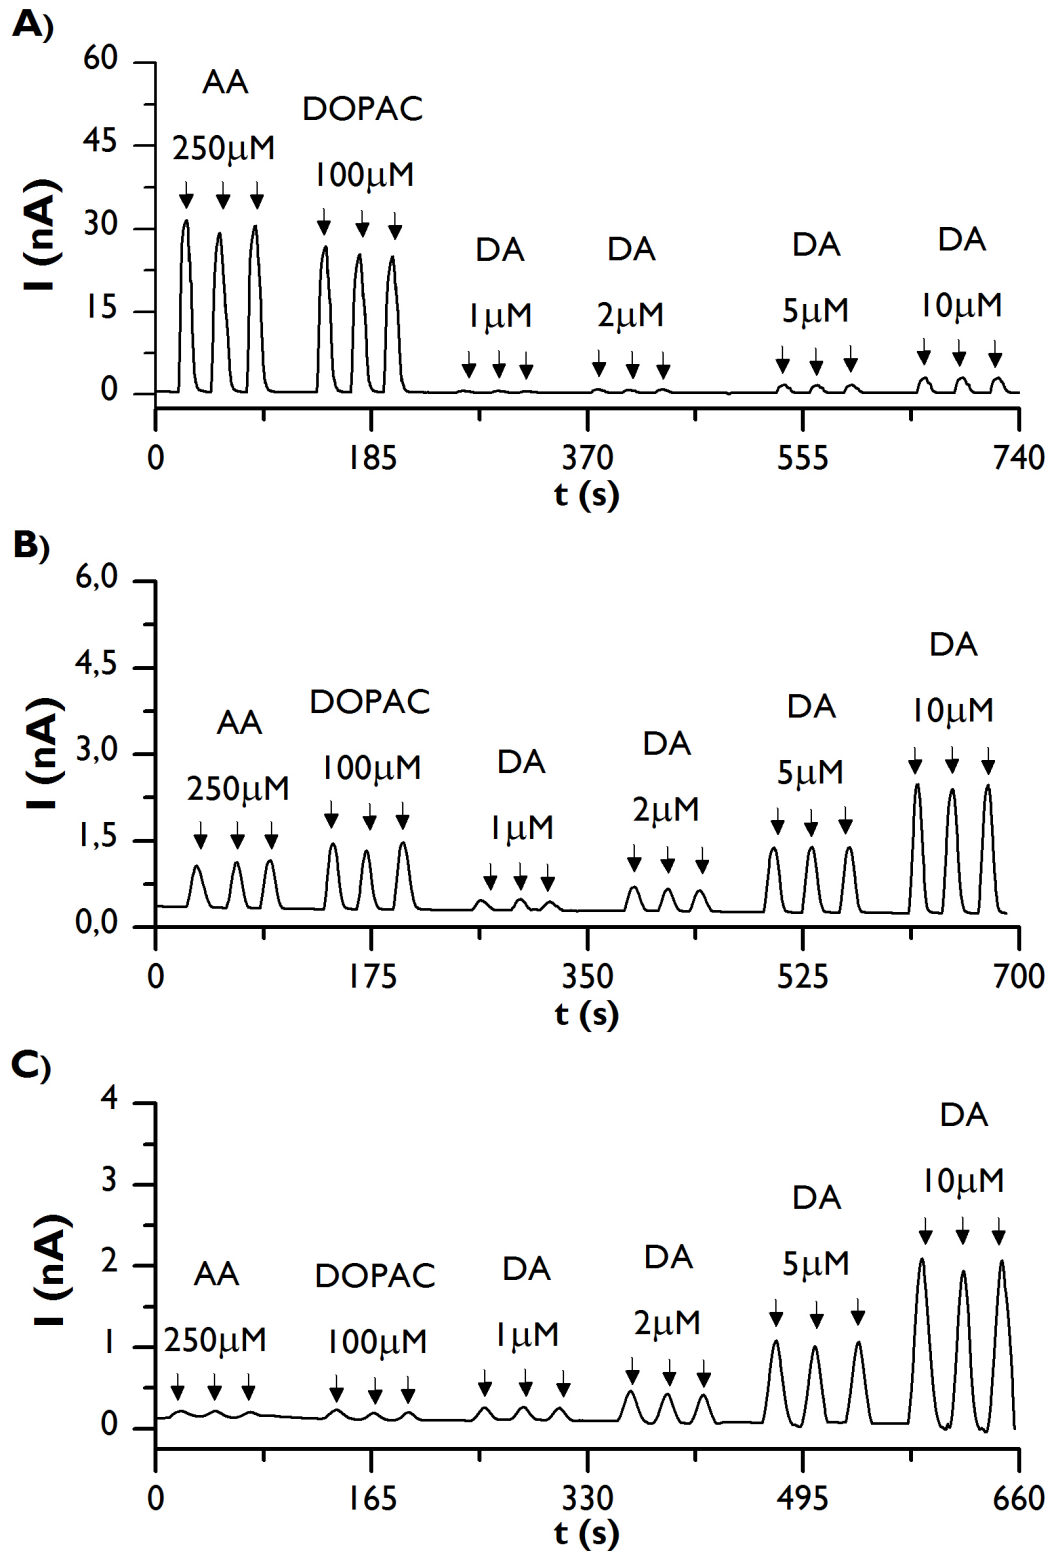 A)
60
AA
DOPAC
45
250μM
100μM
I (nA)
30
DA
DA
DA
DA
15
1μM
2μM
5μM
10μM
0
0
185
370
555
740
t (s)
B)
6,0
4,5
DA
DOPAC
DA
10μM
AA
I (nA)
3,0
DA
DA
100μM
5μM
250μM
2μM
1,5
1μM
0,0
0
175
350
525
700
t (s)
C)
4
DA
3
10μM
DA
I (nA)
2
AA
DOPAC
DA
DA
5μM
1
250μM
100μM
1μM
2μM
0
0
165
330
495
660
t (s)